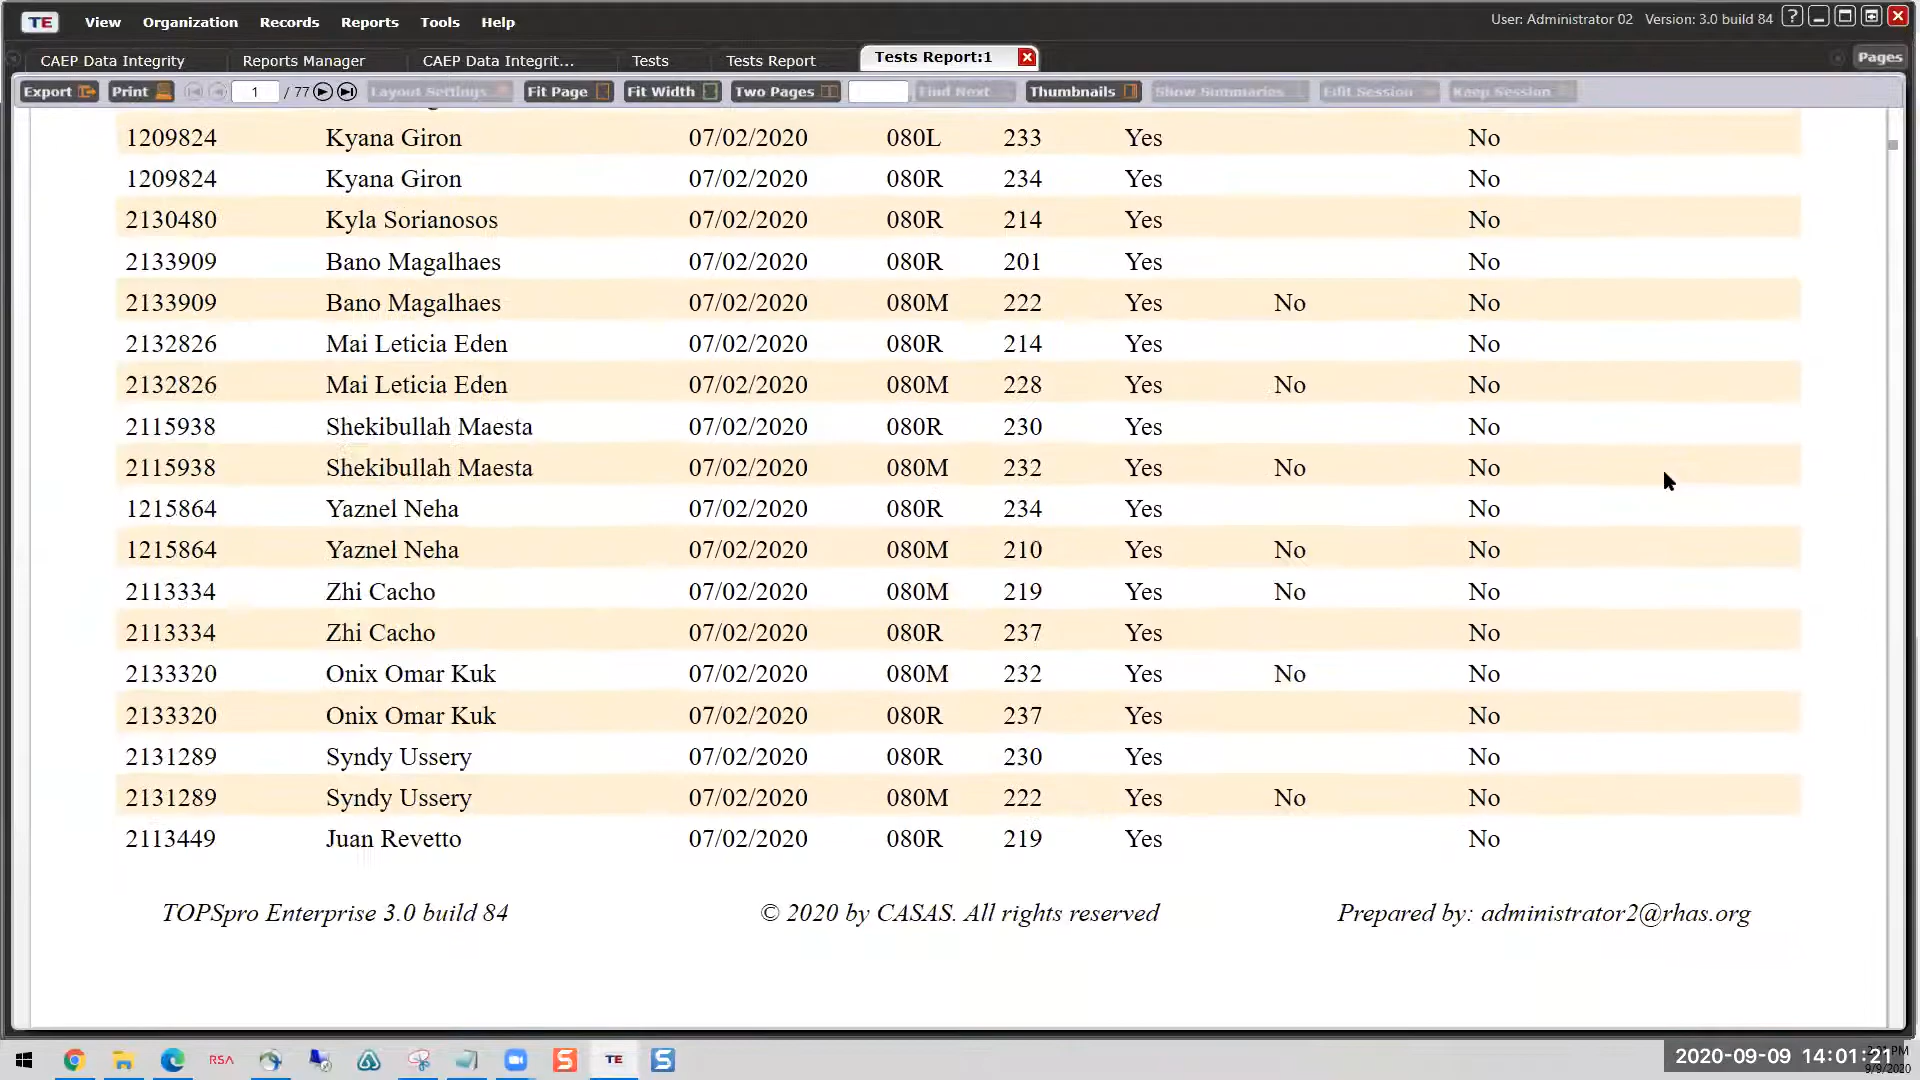 TE View Organization Records Reports Tools Help User: Administrator 02 Version: 3.0 build 84
CAEP Data Integrity Reports Manager CAEP Data Integrit... Tests Tests Report Tests Report:1 Pages
Export Print 1 / 77 Layout Settings Fit Page Fit Width Two Pages Find Next Thumbnails Show Summaries Edit Session Keep Session
1209824 Kyana Giron 07/02/2020 080L 233 Yes No
1209824 Kyana Giron 07/02/2020 080R 234 Yes No
2130480 Kyla Sorianosos 07/02/2020 080R 214 Yes No
2133909 Bano Magalhaes 07/02/2020 080R 201 Yes No
2133909 Bano Magalhaes 07/02/2020 080M 222 Yes No No
2132826 Mai Leticia Eden 07/02/2020 080R 214 Yes No
2132826 Mai Leticia Eden 07/02/2020 080M 228 Yes No No
2115938 Shekibullah Maesta 07/02/2020 080R 230 Yes No
2115938 Shekibullah Maesta 07/02/2020 080M 232 Yes No No
1215864 Yaznel Neha 07/02/2020 080R 234 Yes No
1215864 Yaznel Neha 07/02/2020 080M 210 Yes No No
2113334 Zhi Cacho 07/02/2020 080M 219 Yes No No
2113334 Zhi Cacho 07/02/2020 080R 237 Yes No
2133320 Onix Omar Kuk 07/02/2020 080M 232 Yes No No
2133320 Onix Omar Kuk 07/02/2020 080R 237 Yes No
2131289 Syndy Ussery 07/02/2020 080R 230 Yes No
2131289 Syndy Ussery 07/02/2020 080M 222 Yes No No
2113449 Juan Revetto 07/02/2020 080R 219 Yes No
TOPSpro Enterprise 3.0 build 84 © 2020 by CASAS. All rights reserved Prepared by: administrator2@rhas.org
RSA S TE S 2020-09-09 14:01:21
9/9/2020